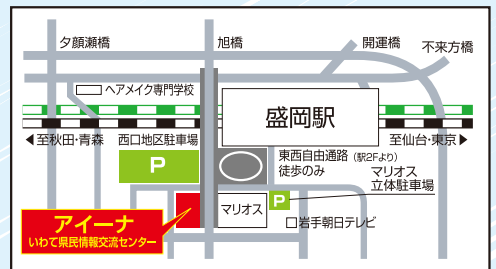 夕顔瀬橋
旭橋
開運橋
不来方橋
ヘアメイク専門学校
盛岡駅
◀至秋田・青森
西口地区駐車場
至仙台・東京▶
P
東西自由通路（駅2Fより）
徒歩のみ
マリオス
立体駐車場
P
マリオス
岩手朝日テレビ
アイーナ
いわて県民情報交流センター